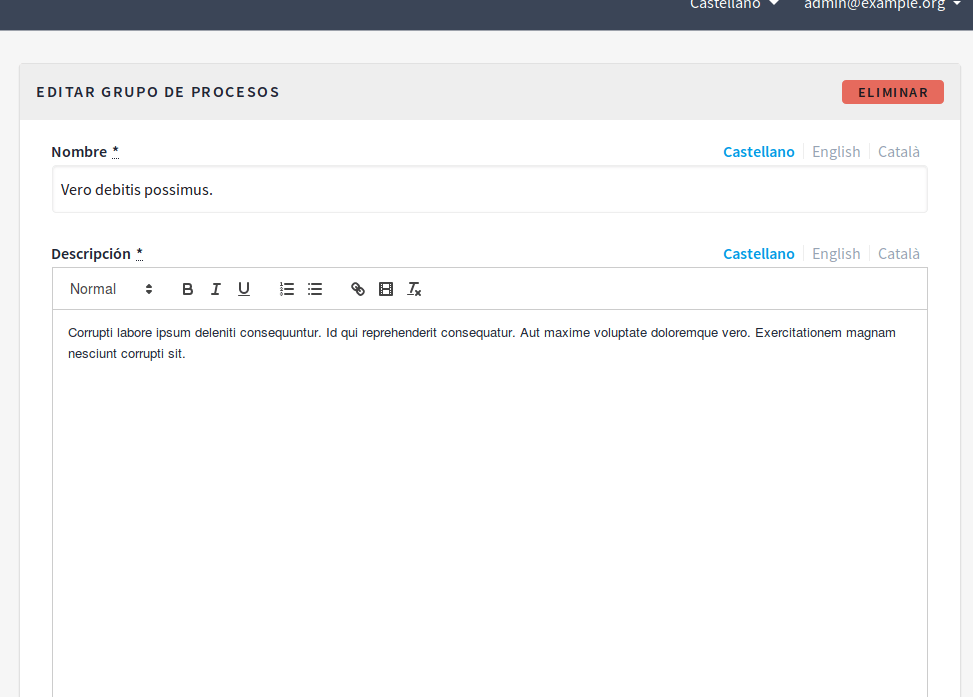 Castellano admin@example.org
EDITAR GRUPO DE PROCESOS ELIMINAR
Nombre * Castellano English Català
Vero debitis possimus.
Descripción * Castellano English Català
Normal B I U
Corrupti labore ipsum deleniti consequuntur. Id qui reprehenderit consequatur. Aut maxime voluptate doloremque vero. Exercitationem magnam
nesciunt corrupti sit.